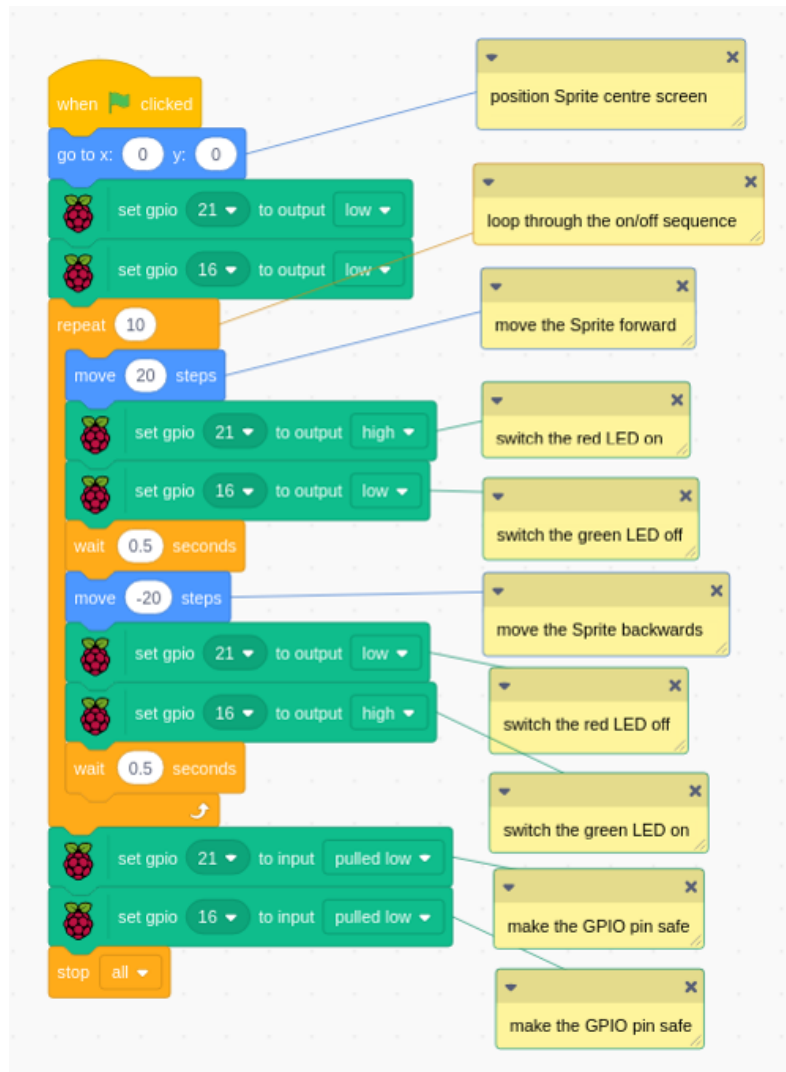 position Sprite centre screen
when clicked
go to x: 0 y: 0
set gpio 21 to output low
loop through the on/off sequence
set gpio 16 to output low
repeat 10
move the Sprite forward
move 20 steps
set gpio 21 to output high
switch the red LED on
set gpio 16 to output low
switch the green LED off
wait 0.5 seconds
move -20 steps
move the Sprite backwards
set gpio 21 to output low
set gpio 16 to output high
switch the red LED off
wait 0.5 seconds
switch the green LED on
set gpio 21 to input pulled low
set gpio 16 to input pulled low
make the GPIO pin safe
stop all
make the GPIO pin safe